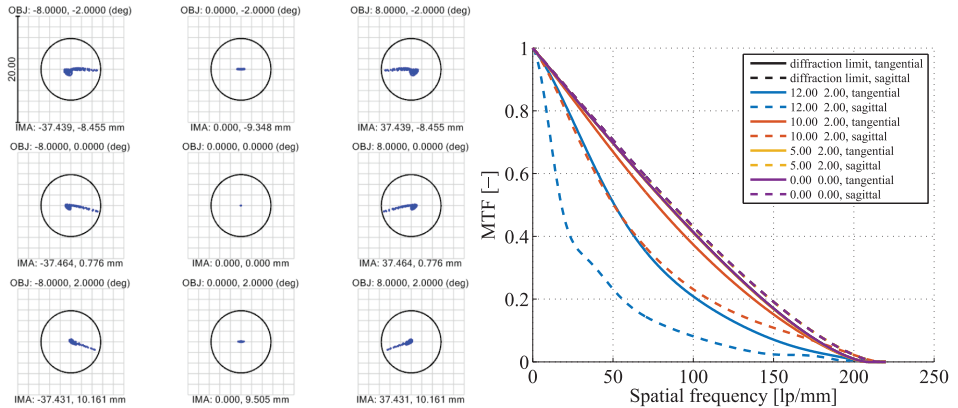 OBJ: -8.0000, -2.0000 (deg)
OBJ: 0.0000, -2.0000 (deg)
OBJ: 8.0000, -2.0000 (deg)
20.00
IMA: -37.439, -8.455 mm
IMA: 0.000, -9.348 mm
IMA: 37.439, -8.455 mm
OBJ: -8.0000, 0.0000 (deg)
OBJ: 0.0000, 0.0000 (deg)
OBJ: 8.0000, 0.0000 (deg)
IMA: -37.464, 0.776 mm
IMA: 0.000, 0.000 mm
IMA: 37.464, 0.776 mm
OBJ: -8.0000, 2.0000 (deg)
OBJ: 0.0000, 2.0000 (deg)
OBJ: 8.0000, 2.0000 (deg)
IMA: -37.431, 10.161 mm
IMA: 0.000, 9.505 mm
IMA: 37.431, 10.161 mm
MTF [−]
1
0.8
0.6
0.4
0.2
0
0
50
100
150
200
250
Spatial frequency [lp/mm]
diffraction limit, tangential
diffraction limit, sagittal
12.00 2.00, tangential
12.00 2.00, sagittal
10.00 2.00, tangential
10.00 2.00, sagittal
5.00 2.00, tangential
5.00 2.00, sagittal
0.00 0.00, tangential
0.00 0.00, sagittal